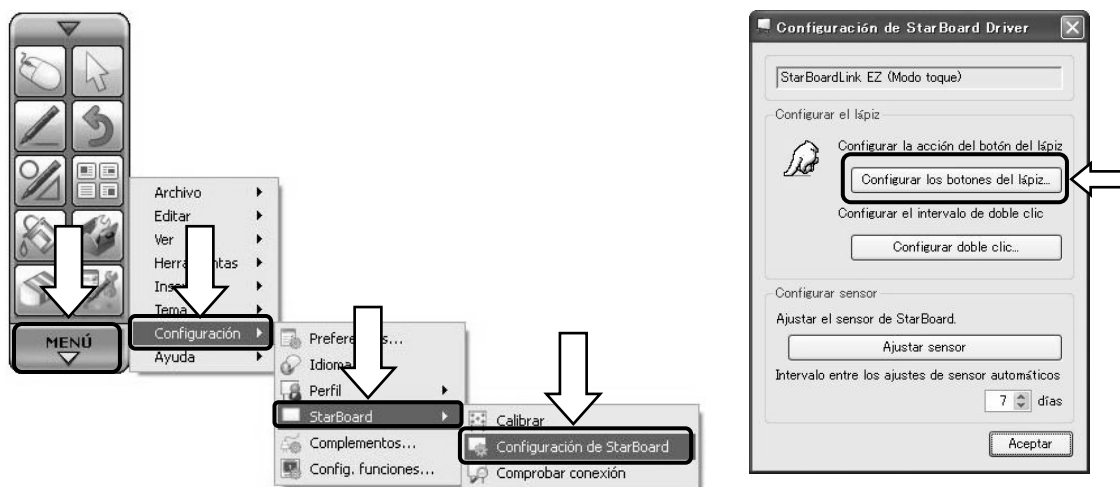 MENÚ
Archivo
Editar
Ver
Tema
Configuración
Ayuda
Idioma
Perfil
StarBoard
Complementos...
Config. funciones...
Calibrar
Configuración de StarBoard
Comprobar conexión
Configuración de StarBoard Driver
StarBoardLink EZ (Modo toque)
Configurar el lápiz
Configurar la acción del botón del lápiz
Configurar los botones del lápiz...
Configurar el intervalo de doble clic
Configurar doble clic...
Configurar sensor
Ajustar el sensor de StarBoard.
Ajustar sensor
Intervalo entre los ajustes de sensor automáticos
7 días
Aceptar